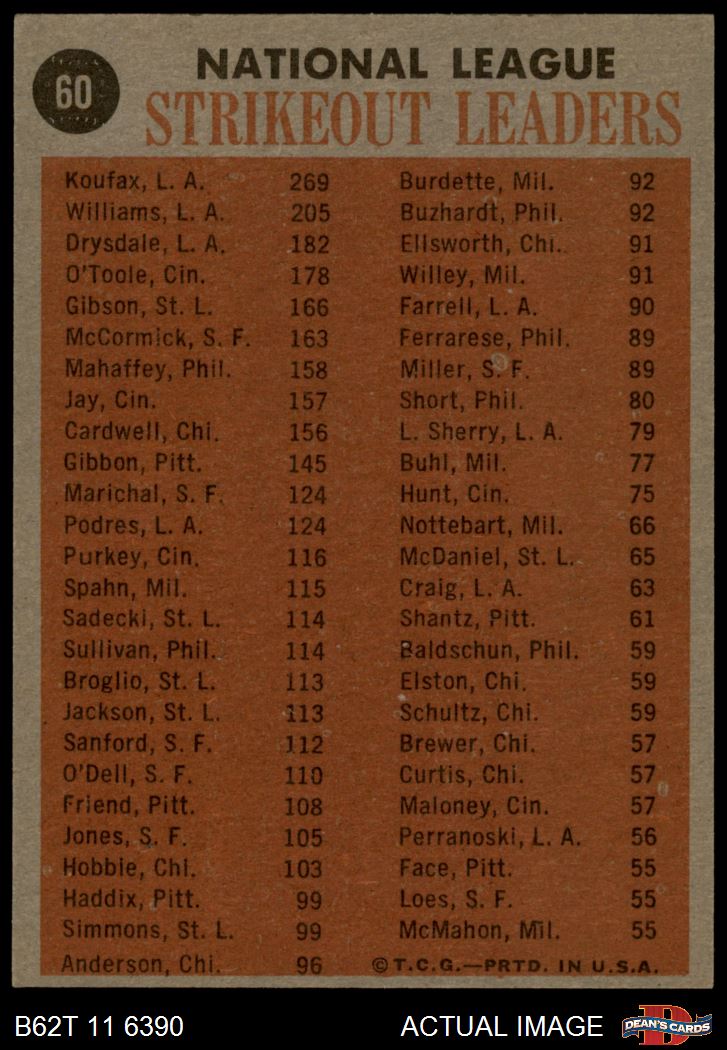 60
NATIONAL LEAGUE
STRIKEOUT LEADERS
Koufax, L. A. 269
Williams, L. A. 205
Drysdale, L. A. 182
O'Toole, Cin. 178
Gibson, St. L. 166
McCormick, S. F. 163
Mahaffey, Phil. 158
Jay, Cin. 157
Cardwell, Chi. 156
Gibbon, Pitt. 145
Marichal, S. F. 124
Podres, L. A. 124
Purkey, Cin. 116
Spahn, Mil. 115
Sadecki, St. L. 114
Sullivan, Phil. 114
Broglio, St. L. 113
Jackson, St. L. 113
Sanford, S. F. 112
O'Dell, S. F. 110
Friend, Pitt. 108
Jones, S. F. 105
Hobbie, Chi. 103
Haddix, Pitt. 99
Simmons, St. L. 99
Anderson, Chi. 96
Burdette, Mil. 92
Buzhardt, Phil. 92
Ellsworth, Chi. 91
Willey, Mil. 91
Farrell, L. A. 90
Ferrarese, Phil. 89
Miller, S. F. 89
Short, Phil. 80
L. Sherry, L. A. 79
Buhl, Mil. 77
Hunt, Cin. 75
Nottebart, Mil. 66
McDaniel, St. L. 65
Craig, L. A. 63
Shantz, Pitt. 61
Baldschun, Phil. 59
Elston, Chi. 59
Schultz, Chi. 59
Brewer, Chi. 57
Curtis, Chi. 57
Maloney, Cin. 57
Perranoski, L. A. 56
Face, Pitt. 55
Loes, S. F. 55
McMahon, Mil. 55
© T.C.G.—PRTD. IN U.S.A.
B62T 11 6390
ACTUAL IMAGE
D
DEAN'S CARDS